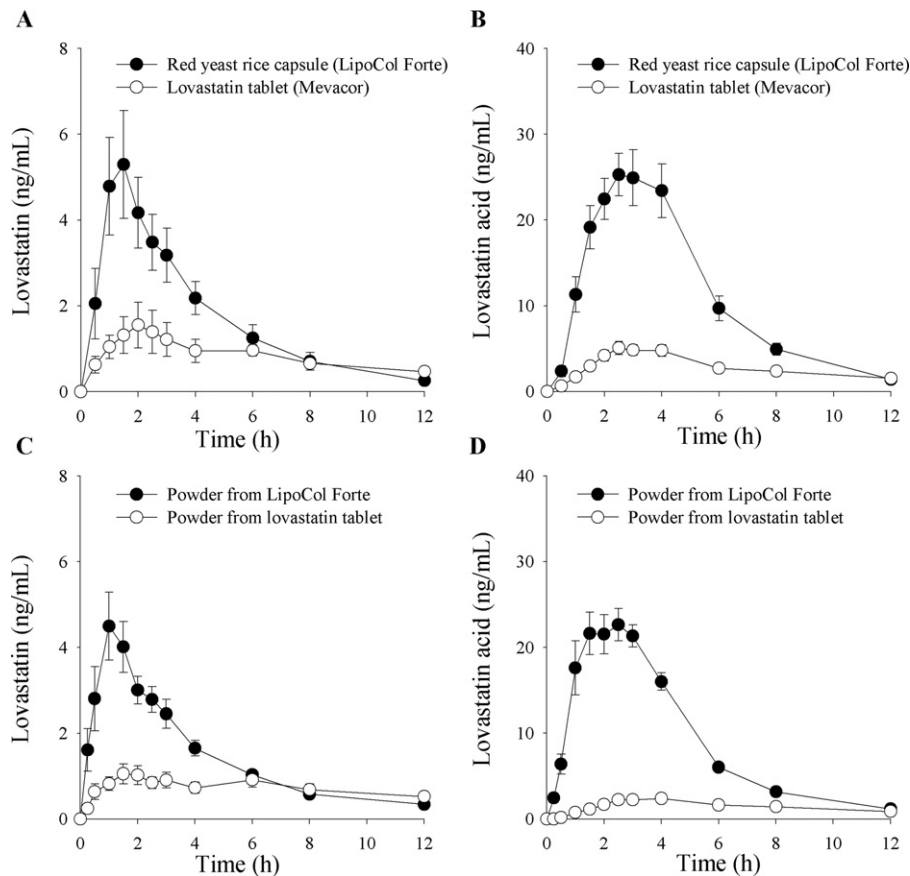 A
8
6
4
2
0
Lovastatin (ng/mL)
Red yeast rice capsule (LipoCol Forte)
Lovastatin tablet (Mevacor)
0 2 4 6 8 10 12
Time (h)
B
40
30
20
10
0
Lovastatin acid (ng/mL)
Red yeast rice capsule (LipoCol Forte)
Lovastatin tablet (Mevacor)
0 2 4 6 8 10 12
Time (h)
C
8
6
4
2
0
Lovastatin (ng/mL)
Powder from LipoCol Forte
Powder from lovastatin tablet
0 2 4 6 8 10 12
Time (h)
D
40
30
20
10
0
Lovastatin acid (ng/mL)
Powder from LipoCol Forte
Powder from lovastatin tablet
0 2 4 6 8 10 12
Time (h)